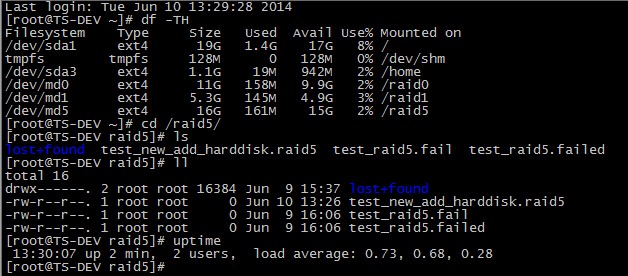 Last login: Tue Jun 10 13:29:28 2014
[root@TS-DEV ~]# df -TH
Filesystem     Type      Size  Used  Avail Use% Mounted on
/dev/sda1      ext4       19G  1.4G    17G   8% /
tmpfs          tmpfs     128M     0   128M   0% /dev/shm
/dev/sda3      ext4      1.1G   19M   942M   2% /home
/dev/md0       ext4       11G  158M   9.9G   2% /raid0
/dev/md1       ext4      5.3G  145M   4.9G   3% /raid1
/dev/md5       ext4       16G  161M    15G   2% /raid5
[root@TS-DEV ~]# cd /raid5/
[root@TS-DEV raid5]# ls
lost+found  test_new_add_harddisk.raid5  test_raid5.fail  test_raid5.failed
[root@TS-DEV raid5]# ll
total 16
drwx------. 2 root root 16384 Jun  9 15:37 lost+found
-rw-r--r--. 1 root root     0 Jun 10 13:26 test_new_add_harddisk.raid5
-rw-r--r--. 1 root root     0 Jun  9 16:06 test_raid5.fail
-rw-r--r--. 1 root root     0 Jun  9 16:06 test_raid5.failed
[root@TS-DEV raid5]# uptime
 13:30:07 up 2 min,  2 users,  load average: 0.73, 0.68, 0.28
[root@TS-DEV raid5]#